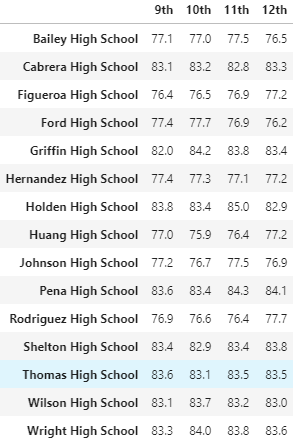 9th 10th 11th 12th
Bailey High School 77.1 77.0 77.5 76.5
Cabrera High School 83.1 83.2 82.8 83.3
Figueroa High School 76.4 76.5 76.9 77.2
Ford High School 77.4 77.7 76.9 76.2
Griffin High School 82.0 84.2 83.8 83.4
Hernandez High School 77.4 77.3 77.1 77.2
Holden High School 83.8 83.4 85.0 82.9
Huang High School 77.0 75.9 76.4 77.2
Johnson High School 77.2 76.7 77.5 76.9
Pena High School 83.6 83.4 84.3 84.1
Rodriguez High School 76.9 76.6 76.4 77.7
Shelton High School 83.4 82.9 83.4 83.8
Thomas High School 83.6 83.1 83.5 83.5
Wilson High School 83.1 83.7 83.2 83.0
Wright High School 83.3 84.0 83.8 83.6